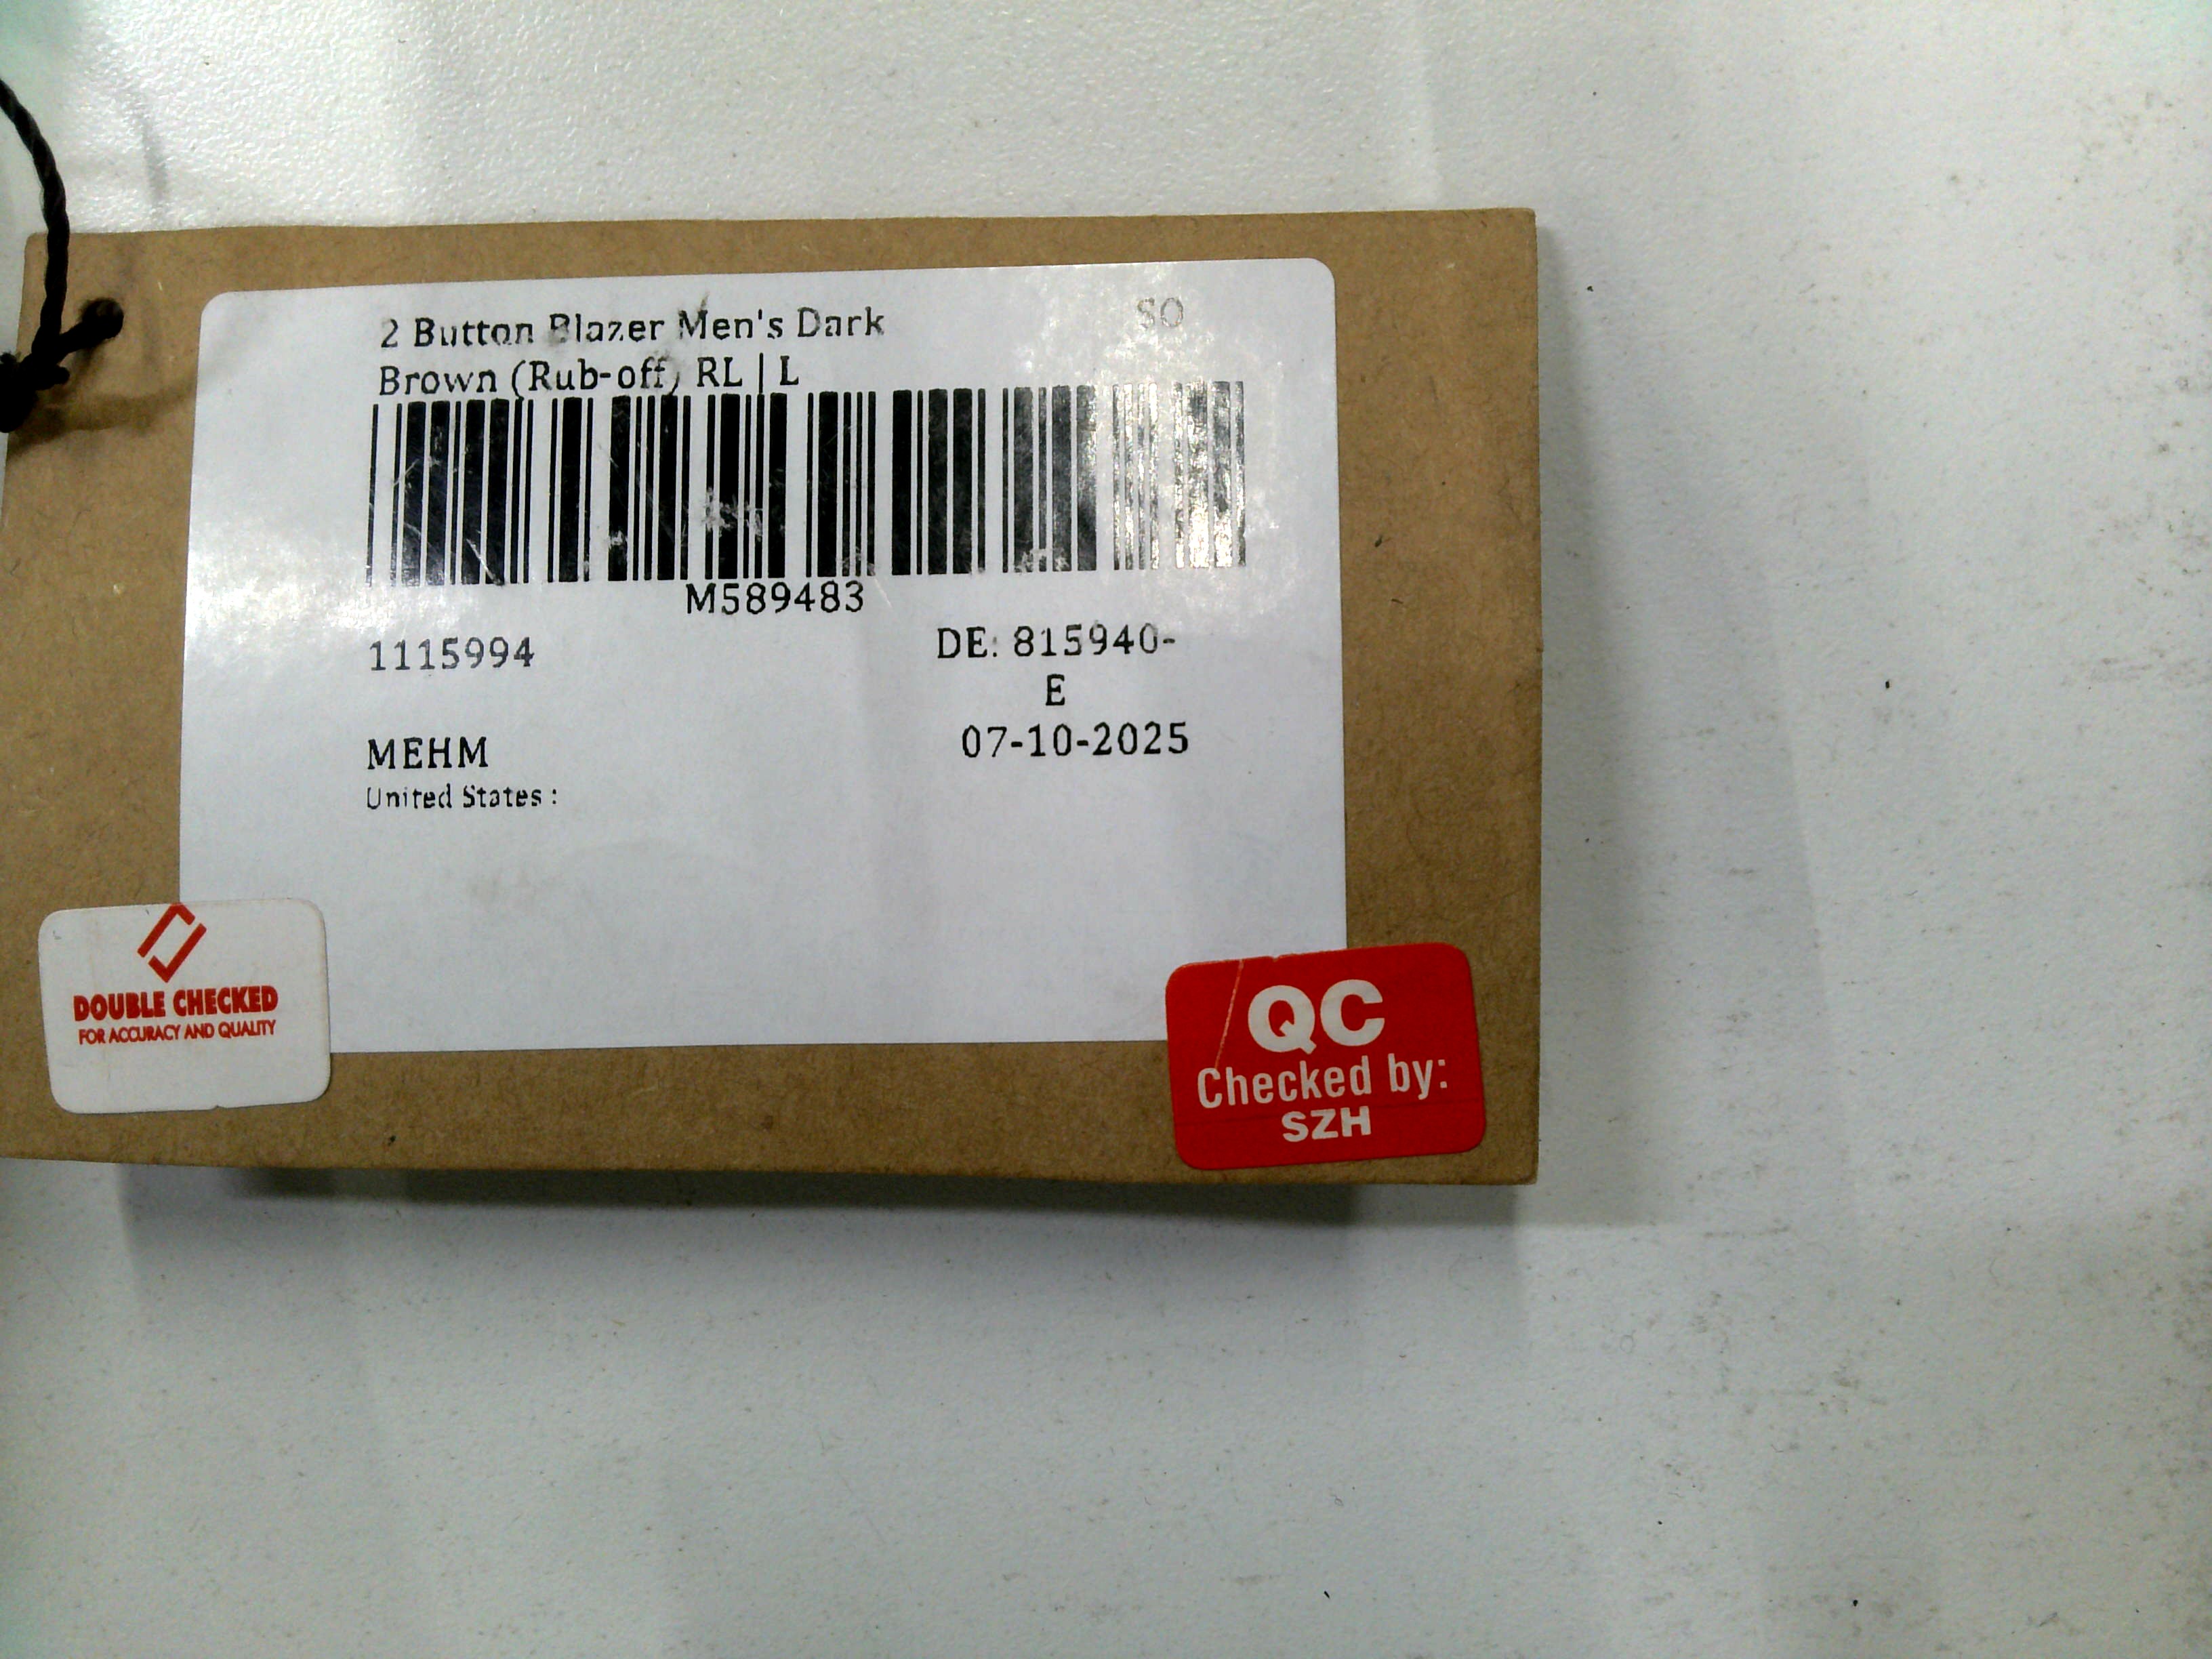 2 Button Blazer Men's Dark
Brown (Rub-off) RL | L
SO
M589483
1115994
DE: 815940-
E
MEHM
07-10-2025
United States :
DOUBLE CHECKED
FOR ACCURACY AND QUALITY
QC
Checked by:
SZH